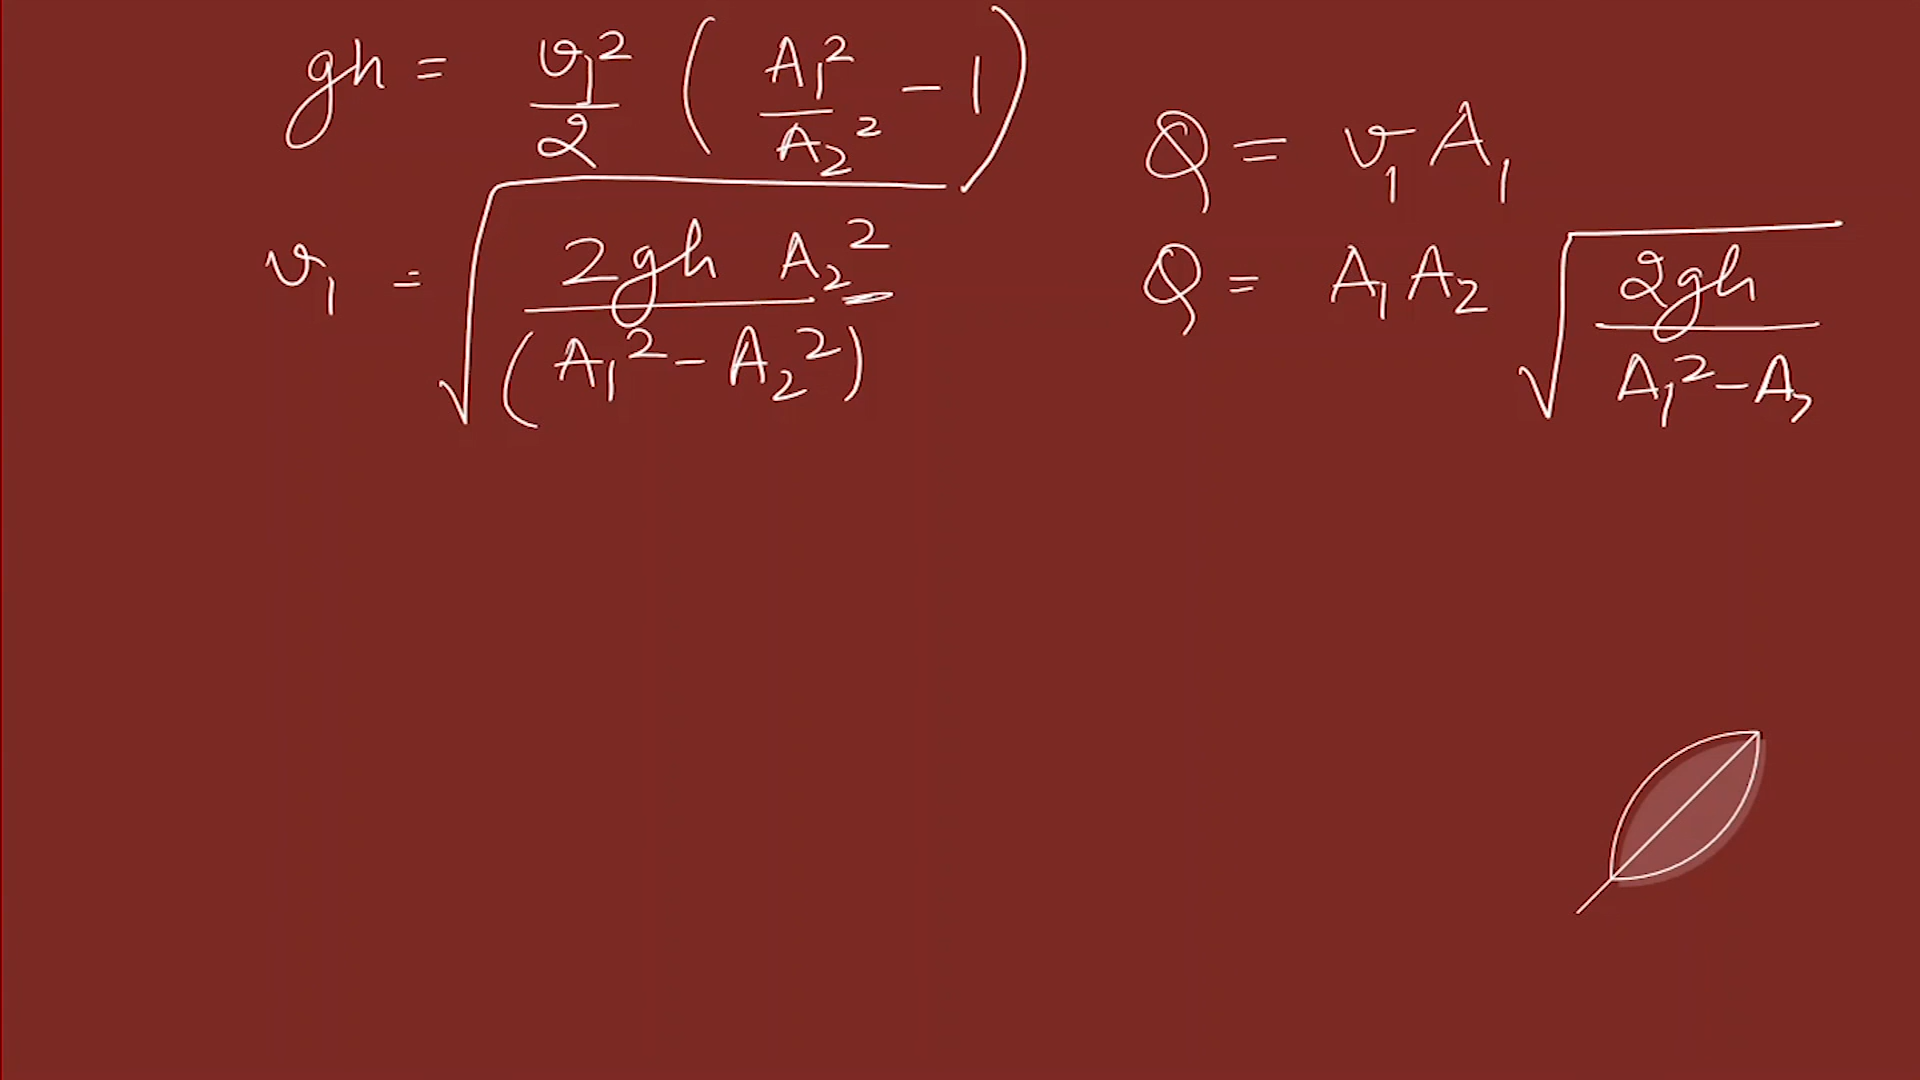 gh = v₁²/2 (A₁²/A₂² - 1)
v₁ = √(2gh A₂²/(A₁² - A₂²))
Q = v₁A₁
Q = A₁A₂ √(2gh/(A₁² - A₂))